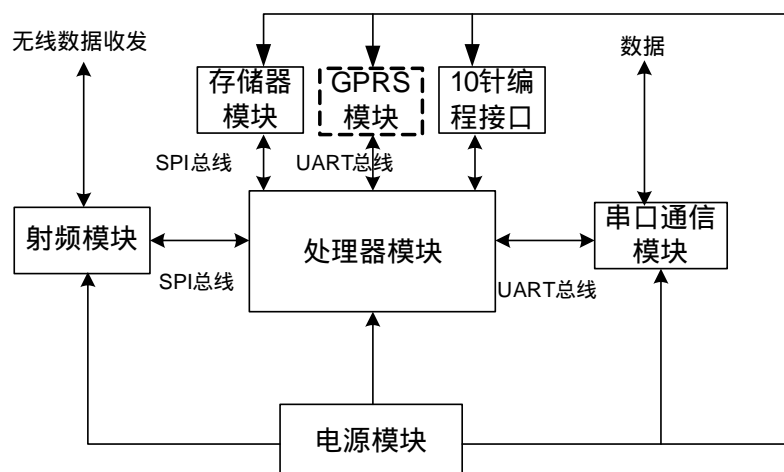 无线数据收发
数据
存储器
模块
GPRS
模块
10针编
程接口
SPI总线
UART总线
射频模块
处理器模块
串口通信
模块
SPI总线
UART总线
电源模块